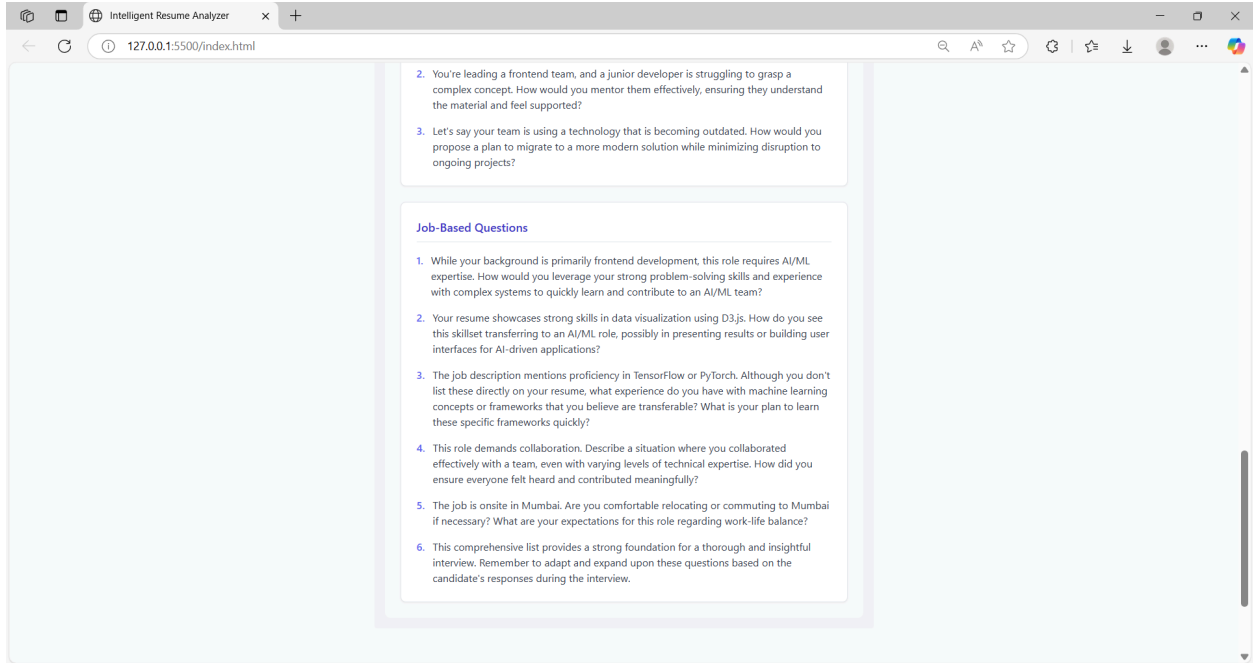 Intelligent Resume Analyzer
127.0.0.1:5500/index.html
2. You're leading a frontend team, and a junior developer is struggling to grasp a
complex concept. How would you mentor them effectively, ensuring they understand
the material and feel supported?
3. Let's say your team is using a technology that is becoming outdated. How would you
propose a plan to migrate to a more modern solution while minimizing disruption to
ongoing projects?
Job-Based Questions
1. While your background is primarily frontend development, this role requires AI/ML
expertise. How would you leverage your strong problem-solving skills and experience
with complex systems to quickly learn and contribute to an AI/ML team?
2. Your resume showcases strong skills in data visualization using D3.js. How do you see
this skillset transferring to an AI/ML role, possibly in presenting results or building user
interfaces for AI-driven applications?
3. The job description mentions proficiency in TensorFlow or PyTorch. Although you don't
list these directly on your resume, what experience do you have with machine learning
concepts or frameworks that you believe are transferable? What is your plan to learn
these specific frameworks quickly?
4. This role demands collaboration. Describe a situation where you collaborated
effectively with a team, even with varying levels of technical expertise. How did you
ensure everyone felt heard and contributed meaningfully?
5. The job is onsite in Mumbai. Are you comfortable relocating or commuting to Mumbai
if necessary? What are your expectations for this role regarding work-life balance?
6. This comprehensive list provides a strong foundation for a thorough and insightful
interview. Remember to adapt and expand upon these questions based on the
candidate's responses during the interview.